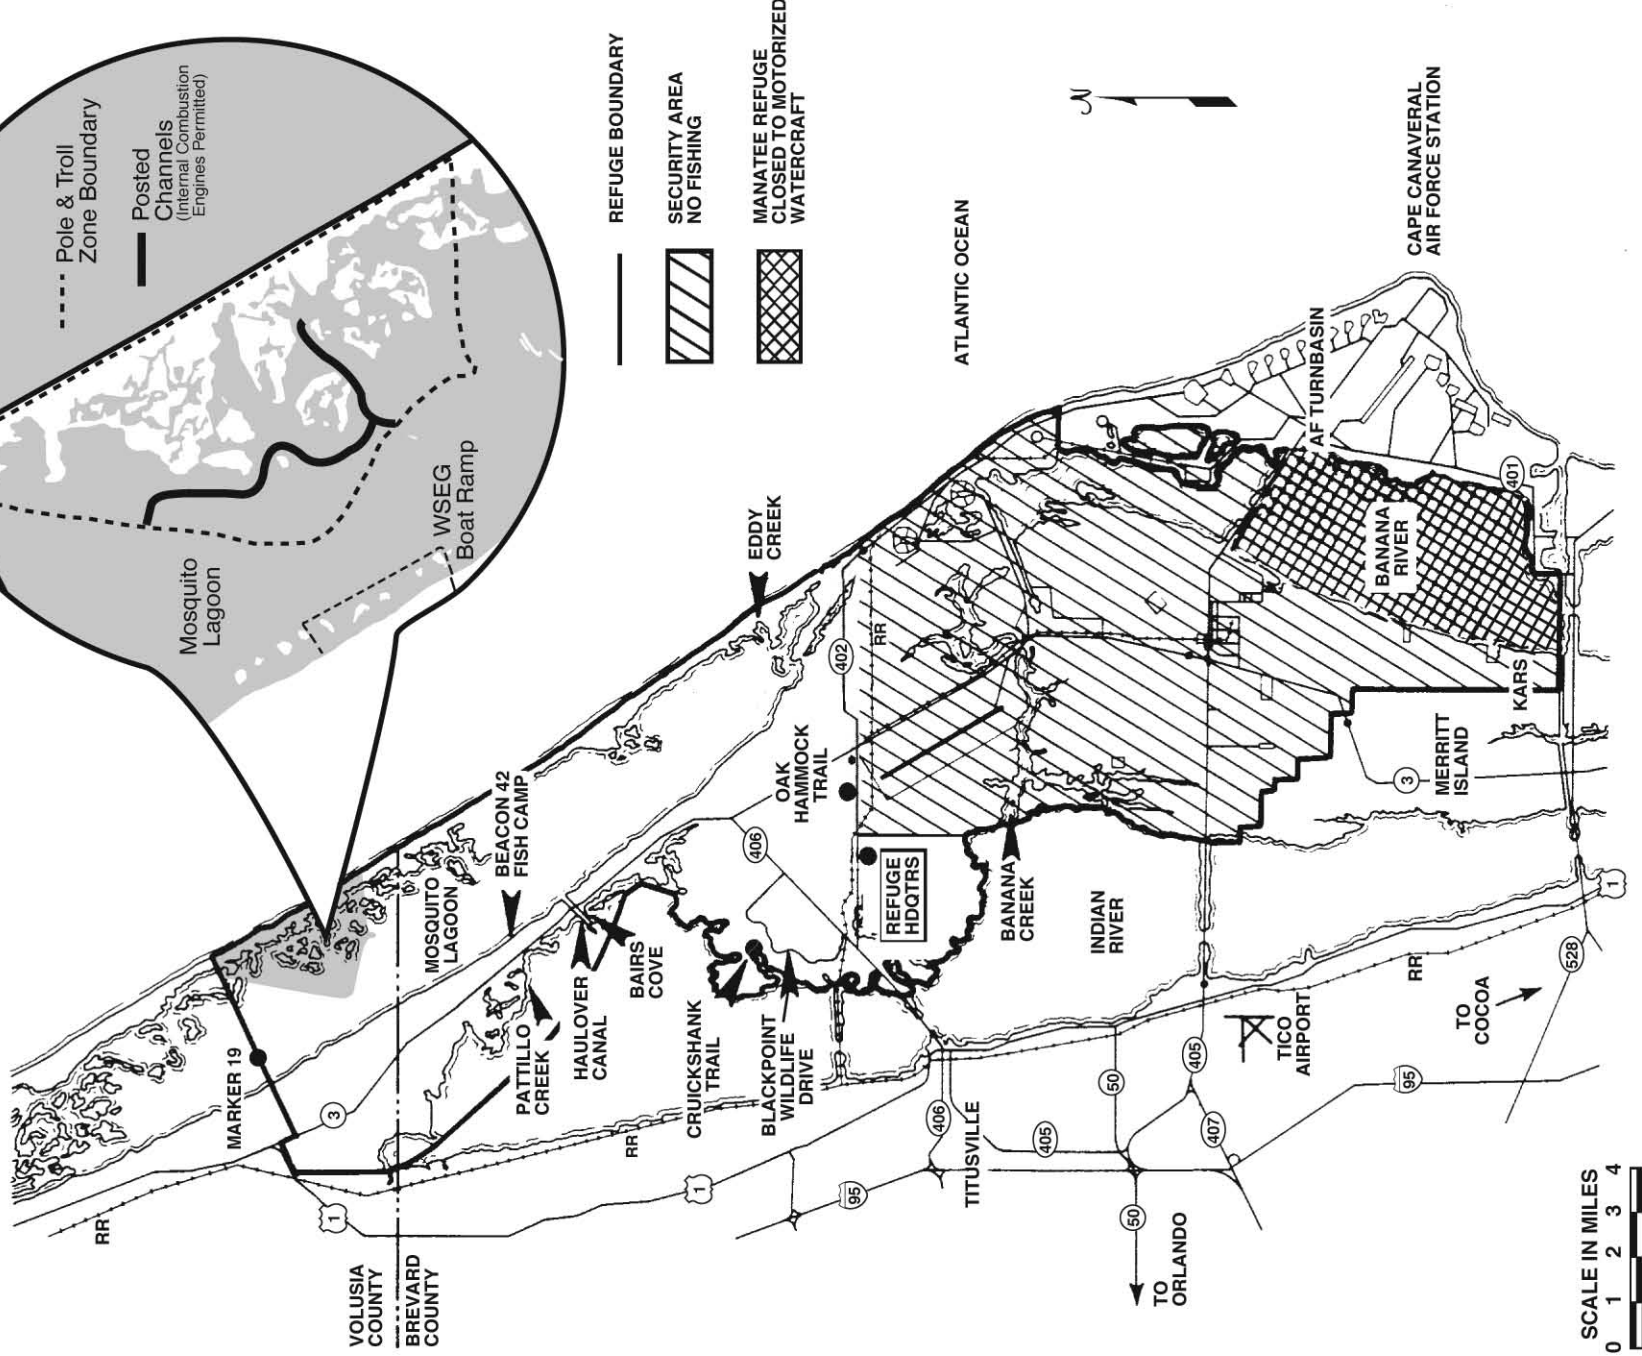 Pole & Troll
Zone Boundary
Posted
Channels
(Internal Combustion
Engines Permitted)
Mosquito
Lagoon
WSEG
Boat Ramp
REFUGE BOUNDARY
SECURITY AREA
NO FISHING
MANATEE REFUGE
CLOSED TO MOTORIZED
WATERCRAFT
N
ATLANTIC OCEAN
CAPE CANAVERAL
AIR FORCE STATION
AF TURNBASIN
401
BANANA
RIVER
EDDY
CREEK
402
RR
KARS
OAK
HAMMOCK
TRAIL
MERRITT
ISLAND
3
BEACON 42
FISH CAMP
406
MOSQUITO
LAGOON
REFUGE
HDQTRS
BANANA
CREEK
INDIAN
RIVER
1
528
RR
TO
COCOA
HAULOVER
CANAL
BAIRS
COVE
PATTILLO
CREEK
CRUICKSHANK
TRAIL
BLACKPOINT
WILDLIFE
DRIVE
MARKER 19
3
RR
RR
1
1
95
406
TITUSVILLE
405
50
405
407
TICO
AIRPORT
95
50
TO
ORLANDO
VOLUSIA
COUNTY
BREVARD
COUNTY
SCALE IN MILES
0 1 2 3 4